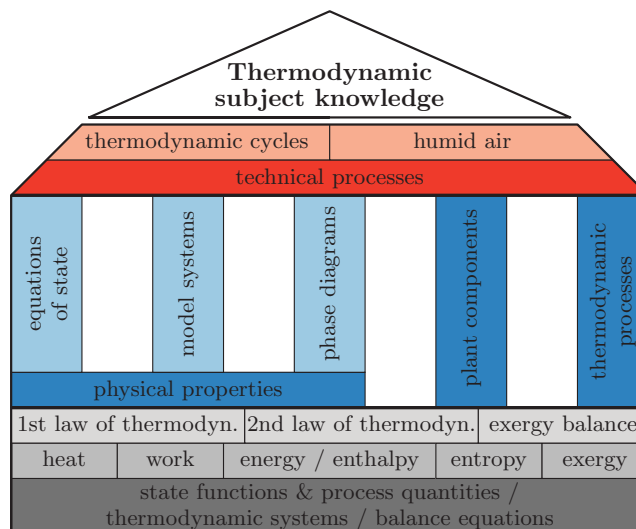 Thermodynamic
subject knowledge
thermodynamic cycles
humid air
technical processes
equations
of state
model systems
phase diagrams
plant components
thermodynamic
processes
physical properties
1st law of thermodyn.
2nd law of thermodyn.
exergy balance
heat
work
energy / enthalpy
entropy
exergy
state functions & process quantities /
thermodynamic systems / balance equations